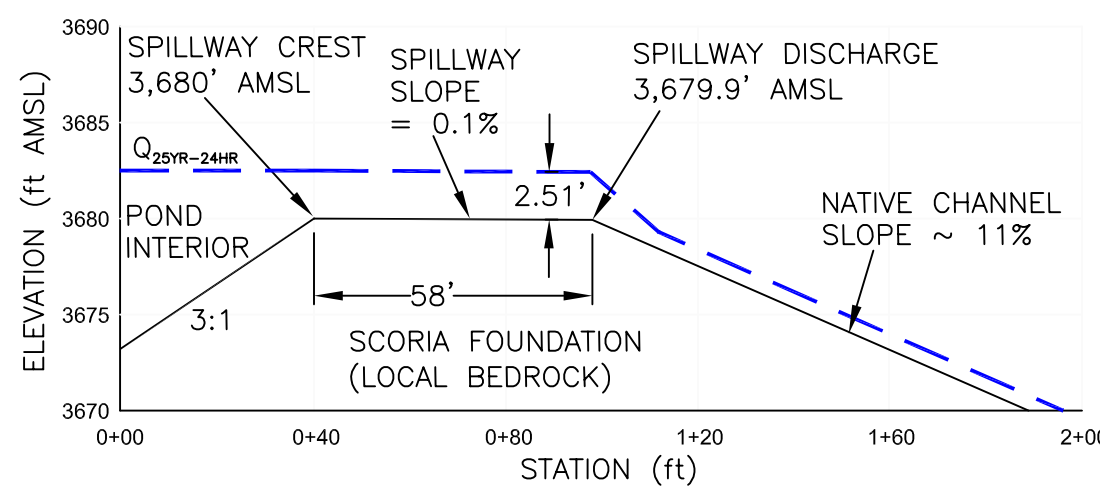 3690
SPILLWAY CREST
3,680' AMSL
SPILLWAY
SLOPE
= 0.1%
SPILLWAY DISCHARGE
3,679.9' AMSL
3685
Q25YR-24HR
2.51'
3680
POND
INTERIOR
NATIVE CHANNEL
SLOPE ~ 11%
58'
3675
3:1
SCORIA FOUNDATION
(LOCAL BEDROCK)
3670
ELEVATION (ft AMSL)
0+00 0+40 0+80 1+20 1+60 2+00
STATION (ft)